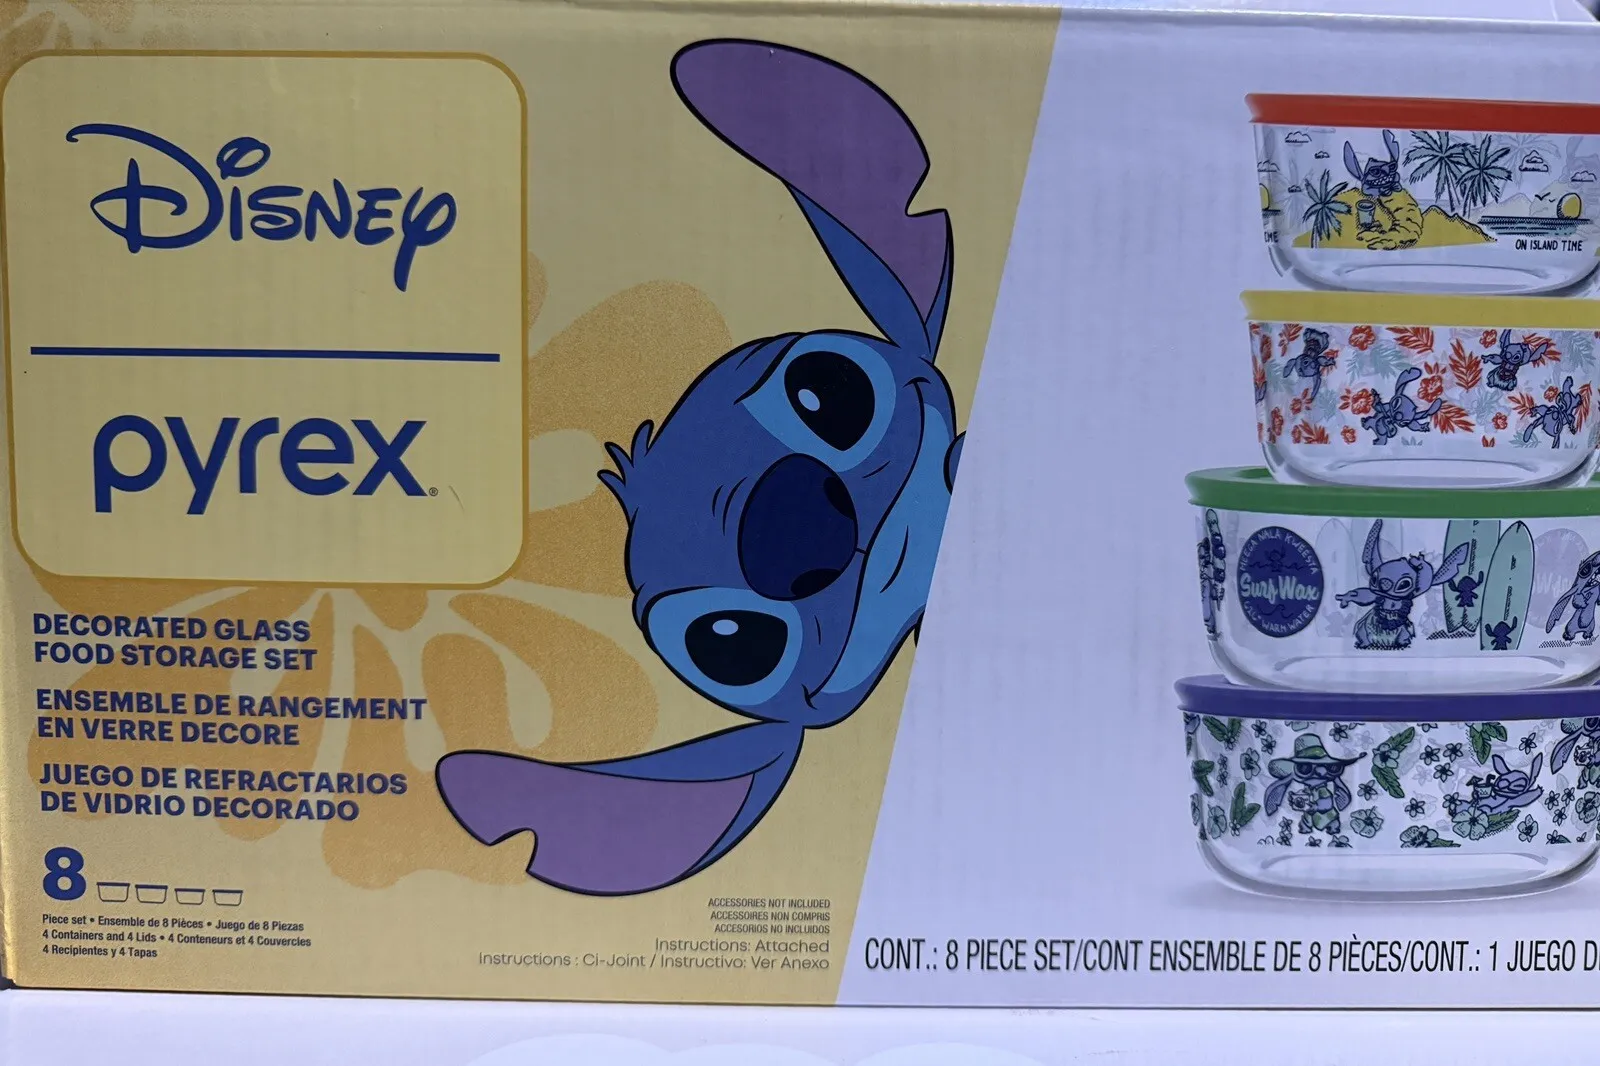 Disney
pyrex®
DECORATED GLASS
FOOD STORAGE SET
ENSEMBLE DE RANGEMENT
EN VERRE DECORE
JUEGO DE REFRACTARIOS
DE VIDRIO DECORADO
8
Piece set • Ensemble de 8 Pièces • Juego de 8 Piezas
4 Containers and 4 Lids • 4 Conteneurs et 4 Couvercles
4 Recipientes y 4 Tapas
ACCESSORIES NOT INCLUDED
ACCESSOIRES NON COMPRIS
ACCESORIOS NO INCLUIDOS
Instructions: Attached
Instructions : Ci-Joint / Instructivo: Ver Anexo
ON ISLAND TIME
Surf Wax
WARM WATER
CONT.: 8 PIECE SET/CONT ENSEMBLE DE 8 PIÈCES/CONT.: 1 JUEGO